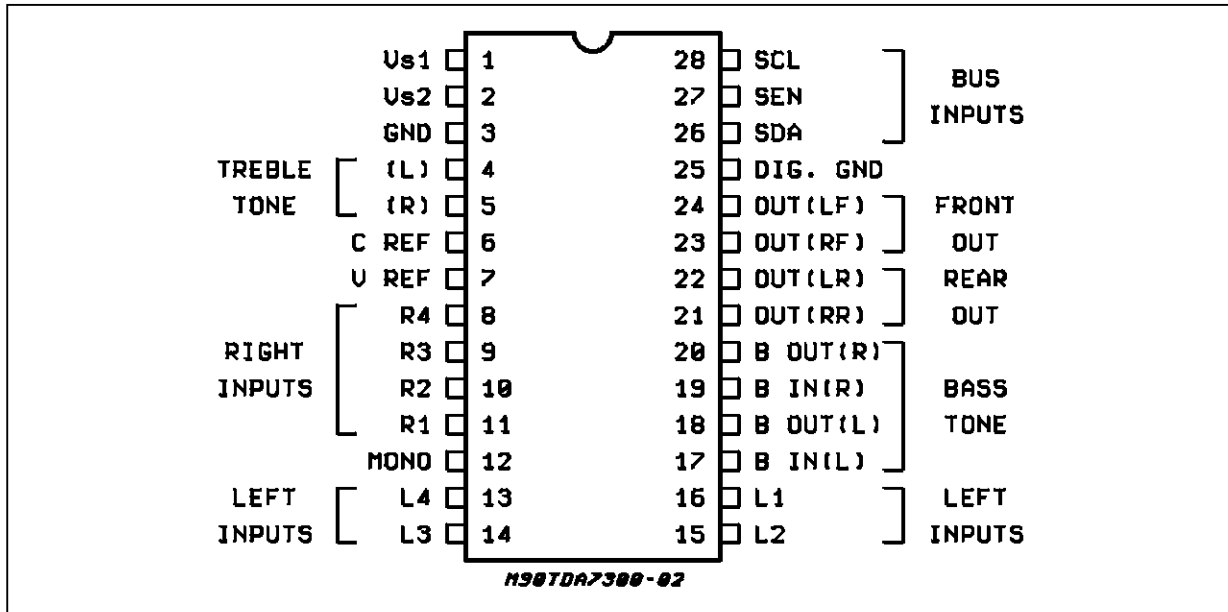 Vs1 1 28 SCL
Vs2 2 27 SEN BUS INPUTS
GND 3 26 SDA
TREBLE (L) 4 25 DIG. GND
TONE (R) 5 24 OUT(LF) FRONT
C REF 6 23 OUT(RF) OUT
V REF 7 22 OUT(LR) REAR
R4 8 21 OUT(RR) OUT
RIGHT R3 9 20 B OUT(R)
INPUTS R2 10 19 B IN(R) BASS
R1 11 18 B OUT(L) TONE
MONO 12 17 B IN(L)
LEFT L4 13 16 L1 LEFT
INPUTS L3 14 15 L2 INPUTS
M90TDA7300-02